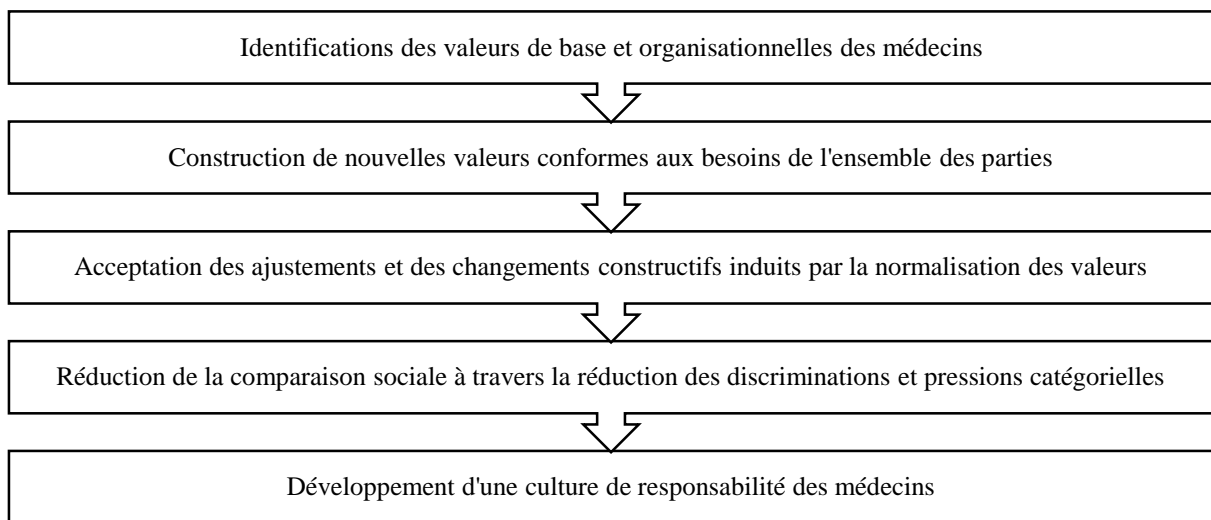 Identifications des valeurs de base et organisationnelles des médecins
Construction de nouvelles valeurs conformes aux besoins de l'ensemble des parties
Acceptation des ajustements et des changements constructifs induit par la normalisation des valeurs
Réduction de la comparaison sociale à travers la réduction des discriminations et pressions catégorielles
Développement d'une culture de responsabilité des médecins